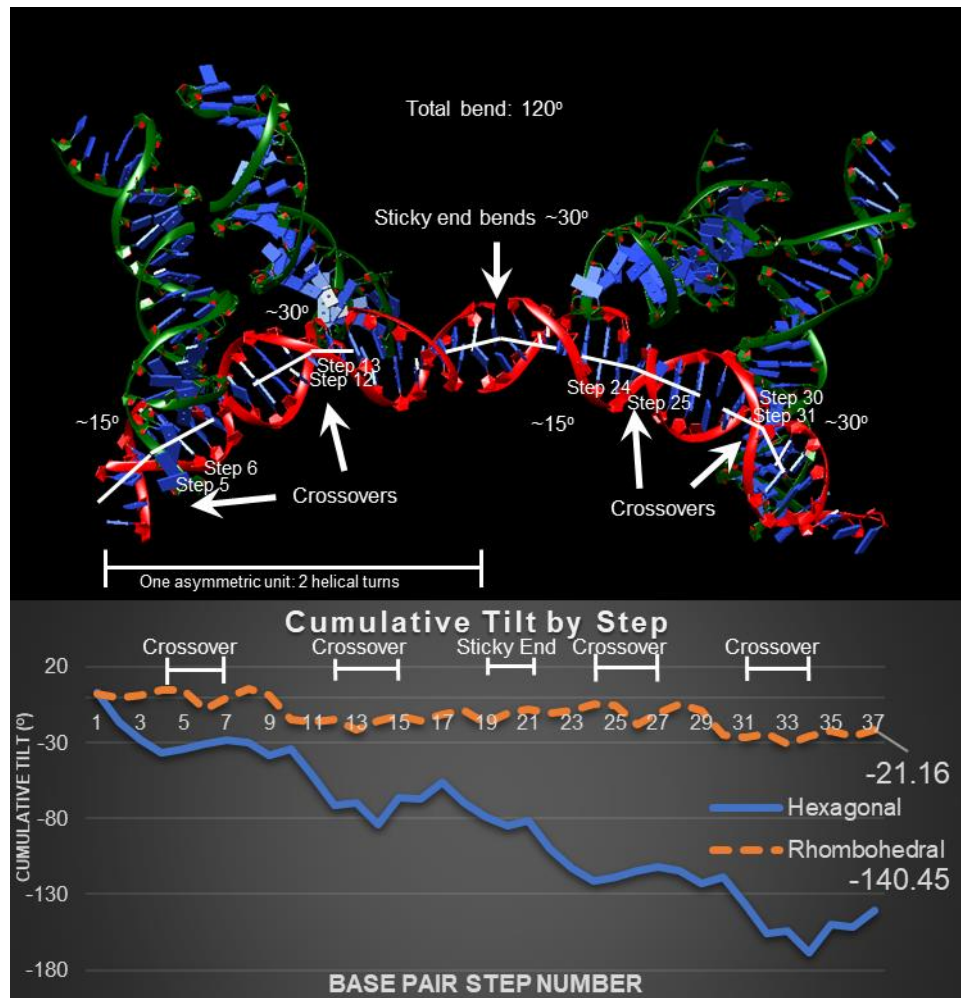 Total bend: 120º
Sticky end bends ~30º
~30º
Step 13
Step 12
Step 24
Step 25
Step 30
Step 31
~15º
~15º
~30º
Step 6
Step 5
Crossovers
Crossovers
One asymmetric unit: 2 helical turns
Cumulative Tilt by Step
Crossover
Crossover
Sticky End
Crossover
Crossover
20
-30
-80
-130
-180
CUMULATIVE TILT (º)
1 3 5 7 9 11 13 15 17 19 21 23 25 27 29 31 33 35 37
-21.16
Hexagonal
Rhombohedral
-140.45
BASE PAIR STEP NUMBER